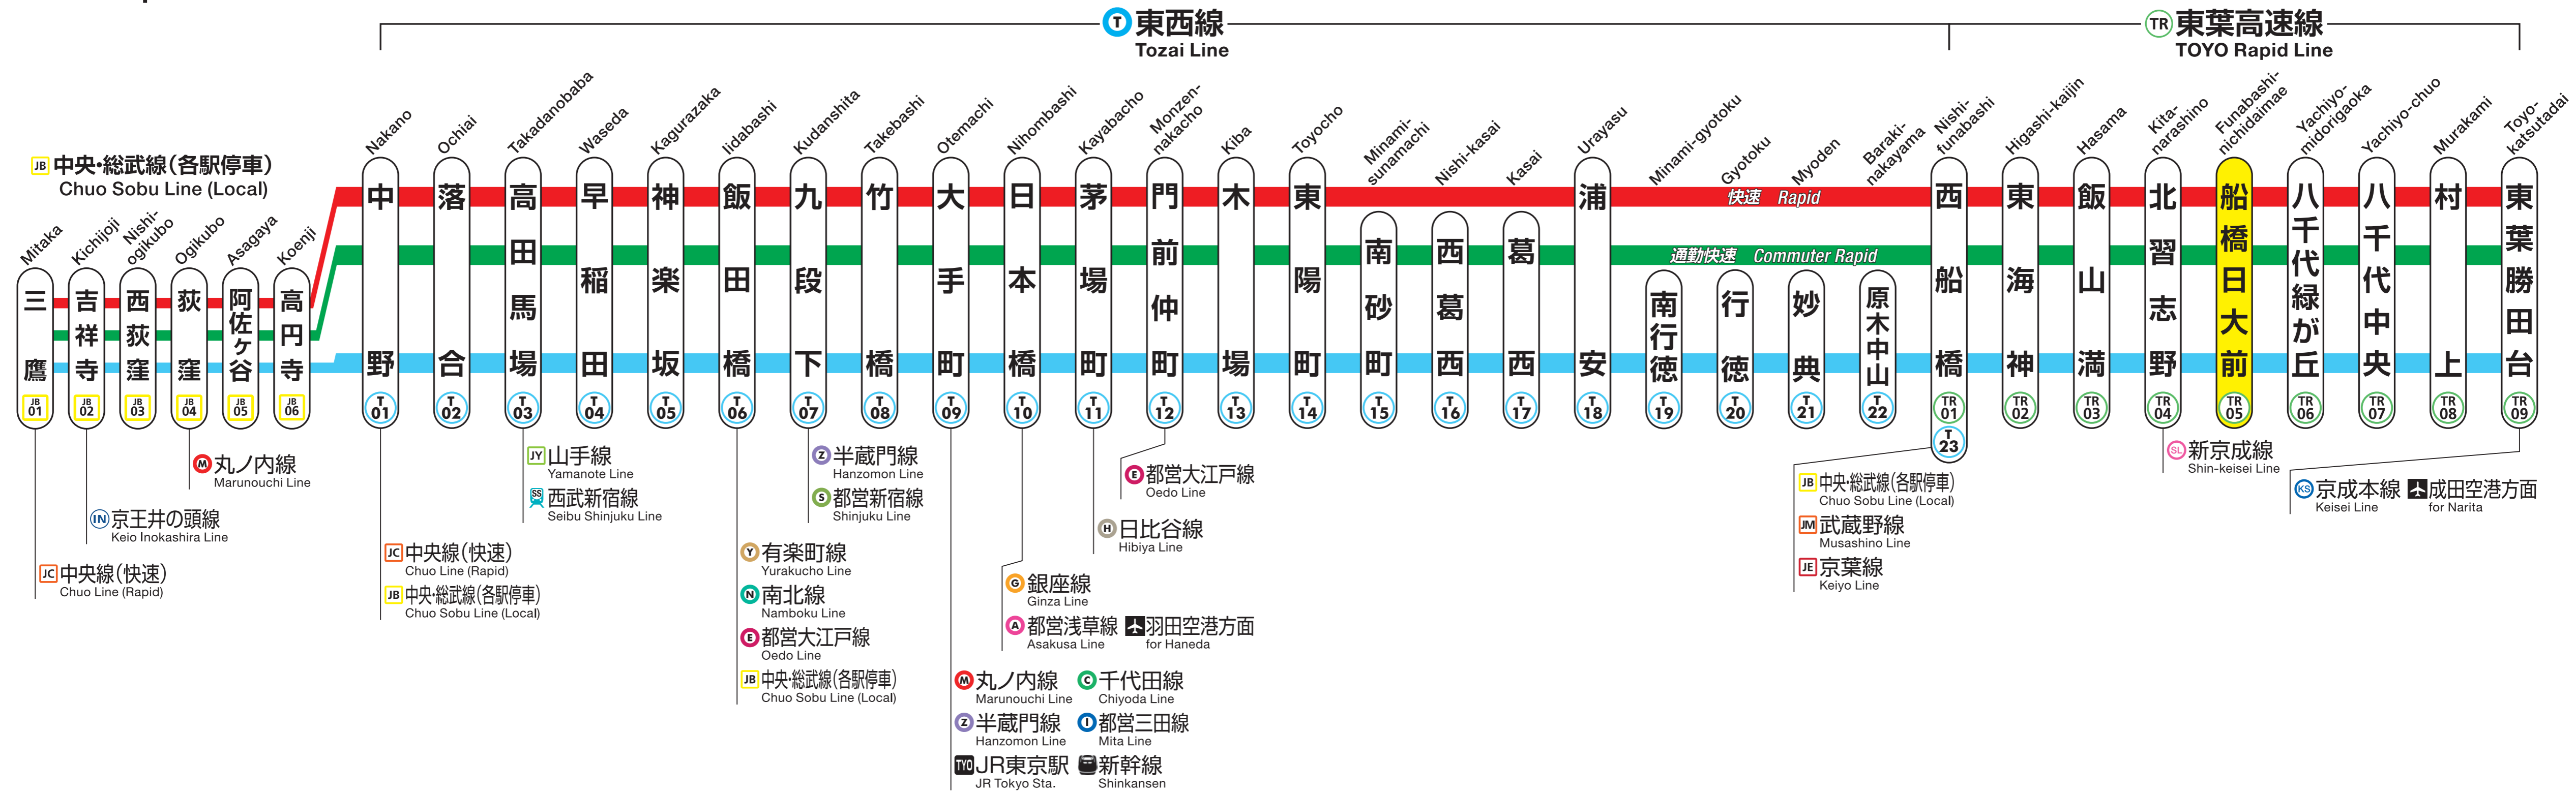 T 東西線
Tozai Line
TR 東葉高速線
TOYO Rapid Line
JB 中央・総武線(各駅停車)
Chuo Sobu Line (Local)
Mitaka
Kichijoji
Nishi-
ogikubo
Ogikubo
Asagaya
Koenji
Nakano
Ochiai
Takadanobaba
Waseda
Kagurazaka
Iidabashi
Kudanshita
Takebashi
Otemachi
Nihombashi
Kayabacho
Monzen-
nakacho
Kiba
Toyocho
Minami-
sunamachi
Nishi-kasai
Kasai
Urayasu
Minami-gyotoku
Gyotoku
Myoden
Baraki-
nakayama
Nishi-
funabashi
Higashi-kaijin
Hasama
Kita-
narashino
Funabashi-
nichidaimae
Yachiyo-
midorigaoka
Yachiyo-chuo
Murakami
Toyo-
katsutadai
快速 Rapid
通勤快速 Commuter Rapid
三鷹
JB 01
吉祥寺
JB 02
西荻窪
JB 03
荻窪
JB 04
阿佐ヶ谷
JB 05
高円寺
JB 06
中野
T 01
落合
T 02
高田馬場
T 03
早稲田
T 04
神楽坂
T 05
飯田橋
T 06
九段下
T 07
竹橋
T 08
大手町
T 09
日本橋
T 10
茅場町
T 11
門前仲町
T 12
木場
T 13
東陽町
T 14
南砂町
T 15
西葛西
T 16
葛西
T 17
浦安
T 18
南行徳
T 19
行徳
T 20
妙典
T 21
原木中山
T 22
西船橋
TR 01
T 23
東海神
TR 02
飯山満
TR 03
北習志野
TR 04
船橋日大前
TR 05
八千代緑が丘
TR 06
八千代中央
TR 07
村上
TR 08
東葉勝田台
TR 09
JC 中央線(快速)
Chuo Line (Rapid)
IN 京王井の頭線
Keio Inokashira Line
M 丸ノ内線
Marunouchi Line
JC 中央線(快速)
Chuo Line (Rapid)
JB 中央・総武線(各駅停車)
Chuo Sobu Line (Local)
JY 山手線
Yamanote Line
SS 西武新宿線
Seibu Shinjuku Line
Y 有楽町線
Yurakucho Line
N 南北線
Namboku Line
E 都営大江戸線
Oedo Line
JB 中央・総武線(各駅停車)
Chuo Sobu Line (Local)
Z 半蔵門線
Hanzomon Line
S 都営新宿線
Shinjuku Line
M 丸ノ内線 C 千代田線
Marunouchi Line Chiyoda Line
Z 半蔵門線 I 都営三田線
Hanzomon Line Mita Line
TYO JR東京駅 新幹線
JR Tokyo Sta. Shinkansen
G 銀座線
Ginza Line
A 都営浅草線 羽田空港方面
Asakusa Line for Haneda
H 日比谷線
Hibiya Line
E 都営大江戸線
Oedo Line
JB 中央・総武線(各駅停車)
Chuo Sobu Line (Local)
JM 武蔵野線
Musashino Line
JE 京葉線
Keiyo Line
SL 新京成線
Shin-keisei Line
KS 京成本線 成田空港方面
Keisei Line for Narita